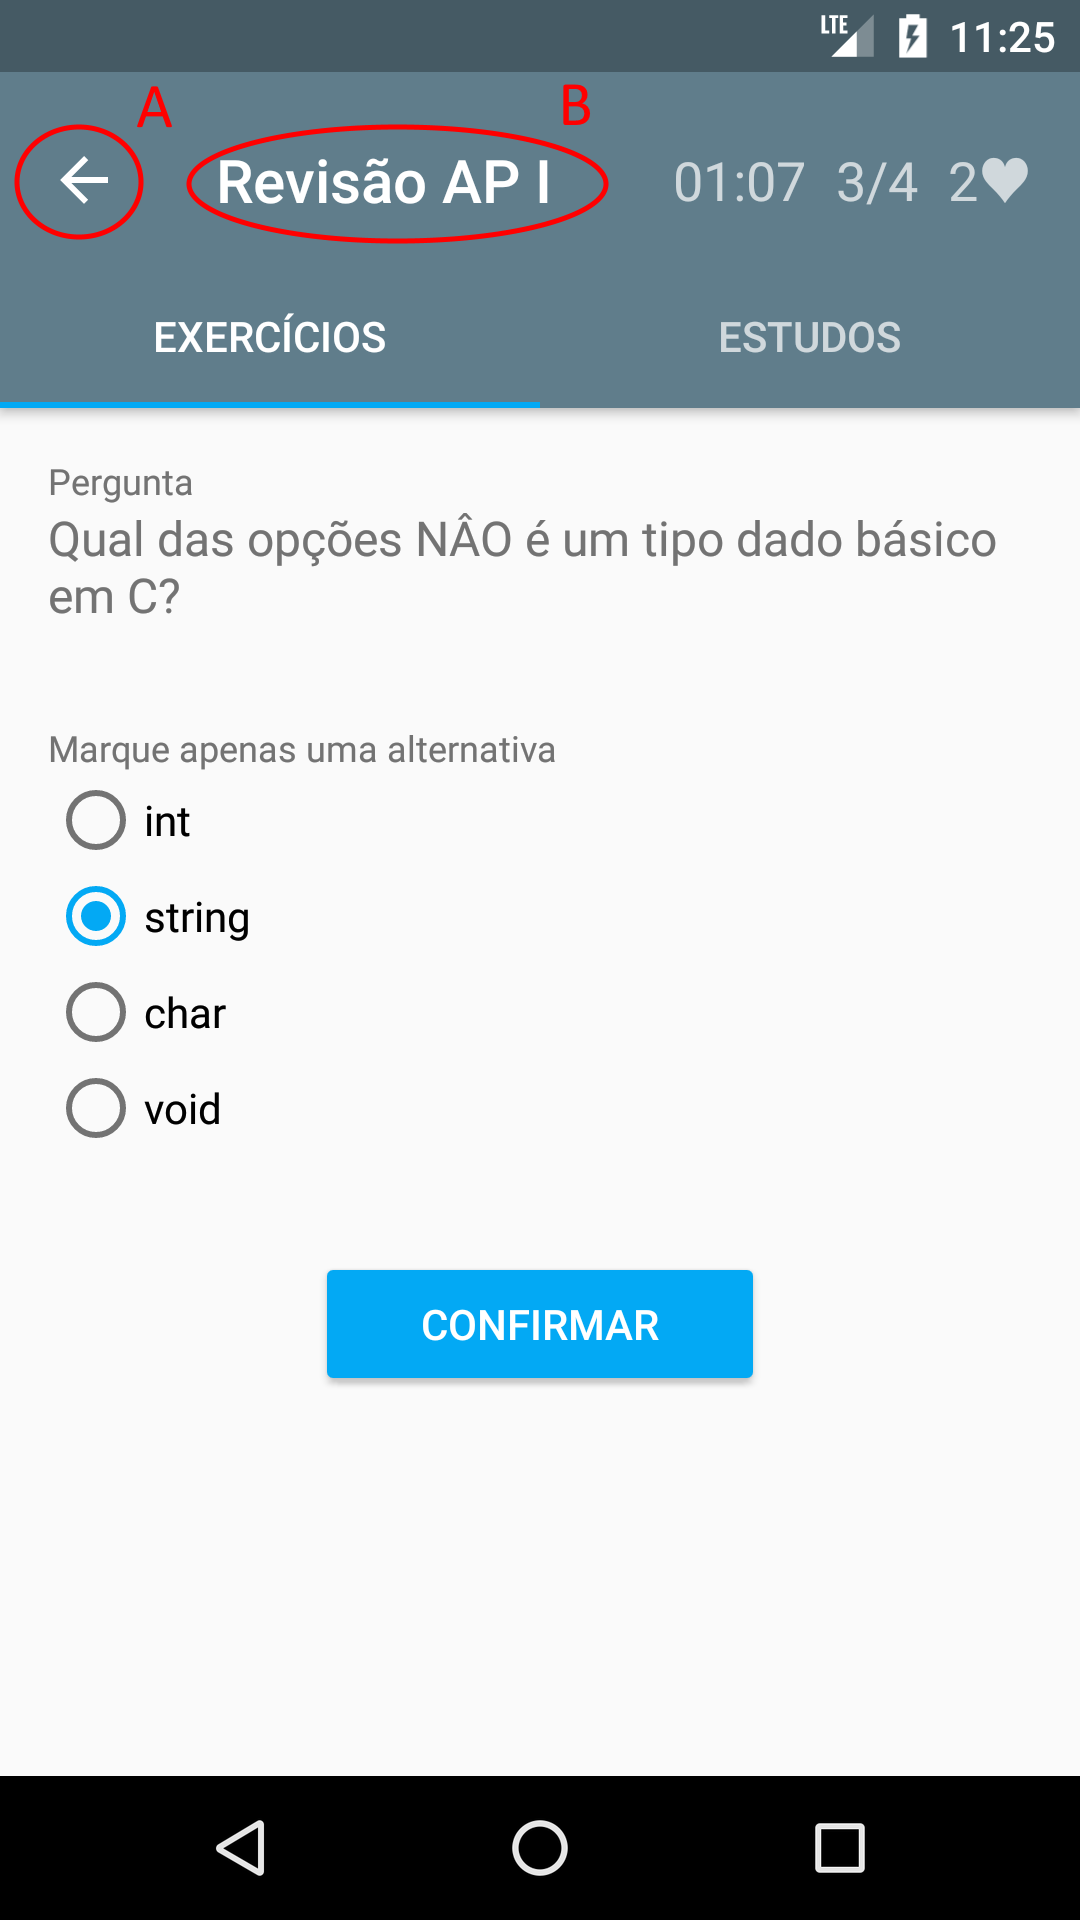 LTE 11:25
A B
Revisão AP I 01:07 3/4 2♥
EXERCÍCIOS ESTUDOS
Pergunta
Qual das opções NÂO é um tipo dado básico
em C?
Marque apenas uma alternativa
int
string
char
void
CONFIRMAR